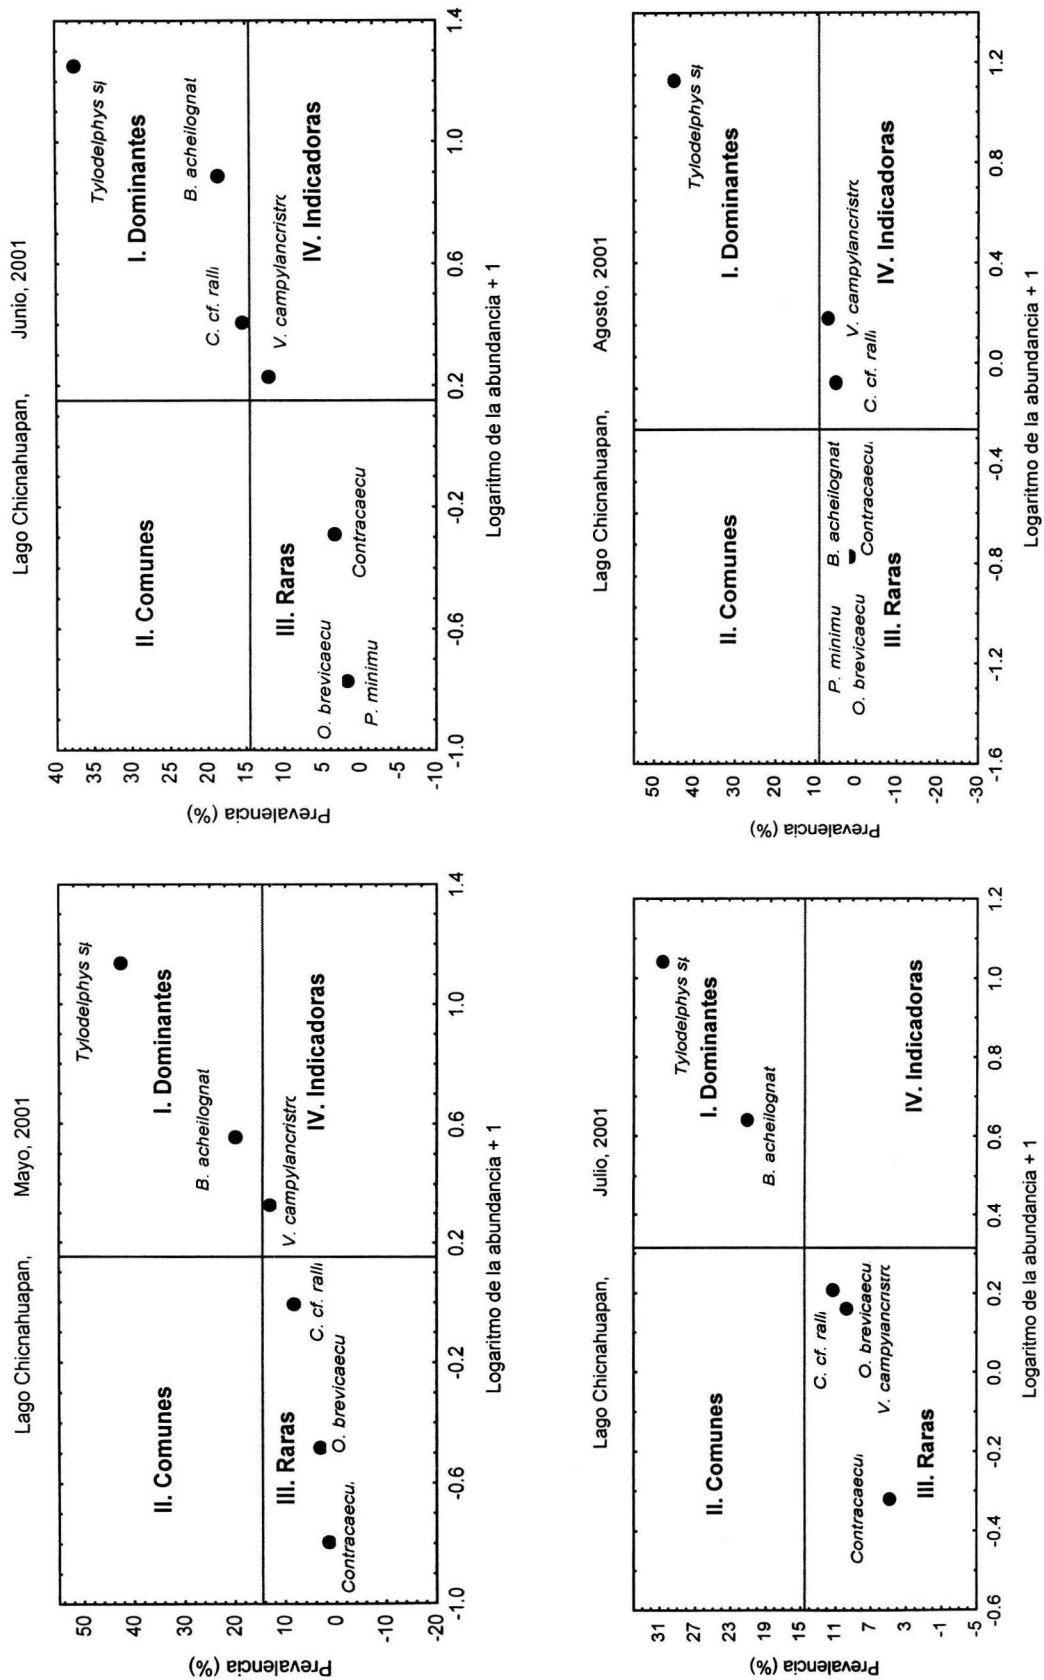 Lago Chicnahuapan, Mayo, 2001
Prevalencia (%)
50
40
30
20
10
0
-10
-20
Tylodelphys s
II. Comunes
I. Dominantes
B. acheilognat
V. campylancristrc
C. cf. ralli
III. Raras
IV. Indicadoras
O. brevicaecu
Contracaecu
-1.0 -0.6 -0.2 0.2 0.6 1.0 1.4
Logaritmo de la abundancia + 1
Lago Chicnahuapan, Junio, 2001
Prevalencia (%)
40
35
30
25
20
15
10
5
0
-5
-10
Tylodelphys s
II. Comunes
I. Dominantes
B. acheilognat
C. cf. ralli
V. campylancristrc
III. Raras
IV. Indicadoras
O. brevicaecu
Contracaecu
P. minimu
-1.0 -0.6 -0.2 0.2 0.6 1.0 1.4
Logaritmo de la abundancia + 1
Lago Chicnahuapan, Julio, 2001
Prevalencia (%)
31
27
23
19
15
11
7
3
-1
-5
Tylodelphys s
II. Comunes
I. Dominantes
B. acheilognat
C. cf. ralli
O. brevicaecu
V. campylancristrc
Contracaecu
III. Raras
IV. Indicadoras
-0.6 -0.4 -0.2 0.0 0.2 0.4 0.6 0.8 1.0 1.2
Logaritmo de la abundancia + 1
Lago Chicnahuapan, Agosto, 2001
Prevalencia (%)
50
40
30
20
10
0
-10
-20
-30
Tylodelphys s
II. Comunes
I. Dominantes
P. minimu
B. acheilognat
O. brevicaecu
Contracaecu
V. campylancristrc
C. cf. ralli
III. Raras
IV. Indicadoras
-1.6 -1.2 -0.8 -0.4 0.0 0.4 0.8 1.2
Logaritmo de la abundancia + 1